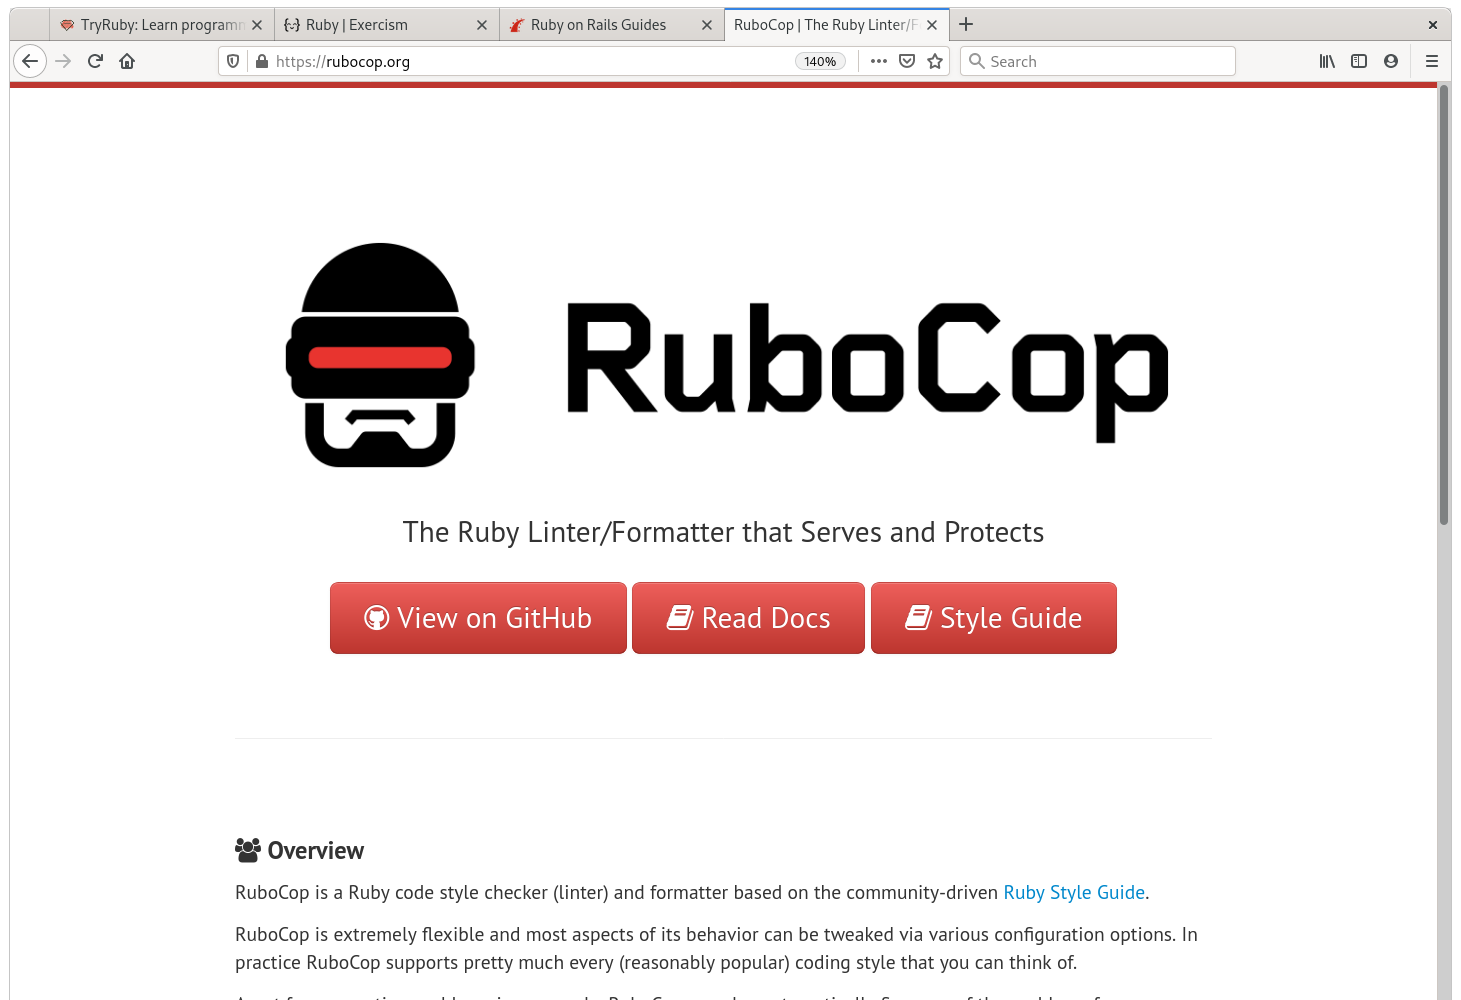 TryRuby: Learn programm
Ruby | Exercism
Ruby on Rails Guides
RuboCop | The Ruby Linter/F
https://rubocop.org
140%
Search
RuboCop
The Ruby Linter/Formatter that Serves and Protects
View on GitHub
Read Docs
Style Guide
Overview
RuboCop is a Ruby code style checker (linter) and formatter based on the community-driven Ruby Style Guide.
RuboCop is extremely flexible and most aspects of its behavior can be tweaked via various configuration options. In
practice RuboCop supports pretty much every (reasonably popular) coding style that you can think of.